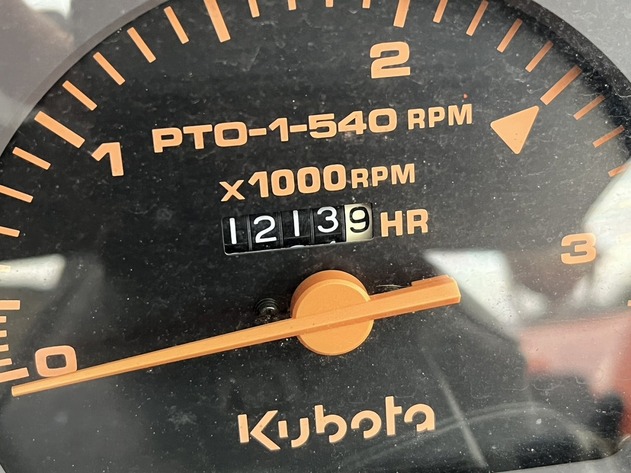 2
PTO-1-540 RPM
1
x1000RPM
12139 HR
3
0
Kubota